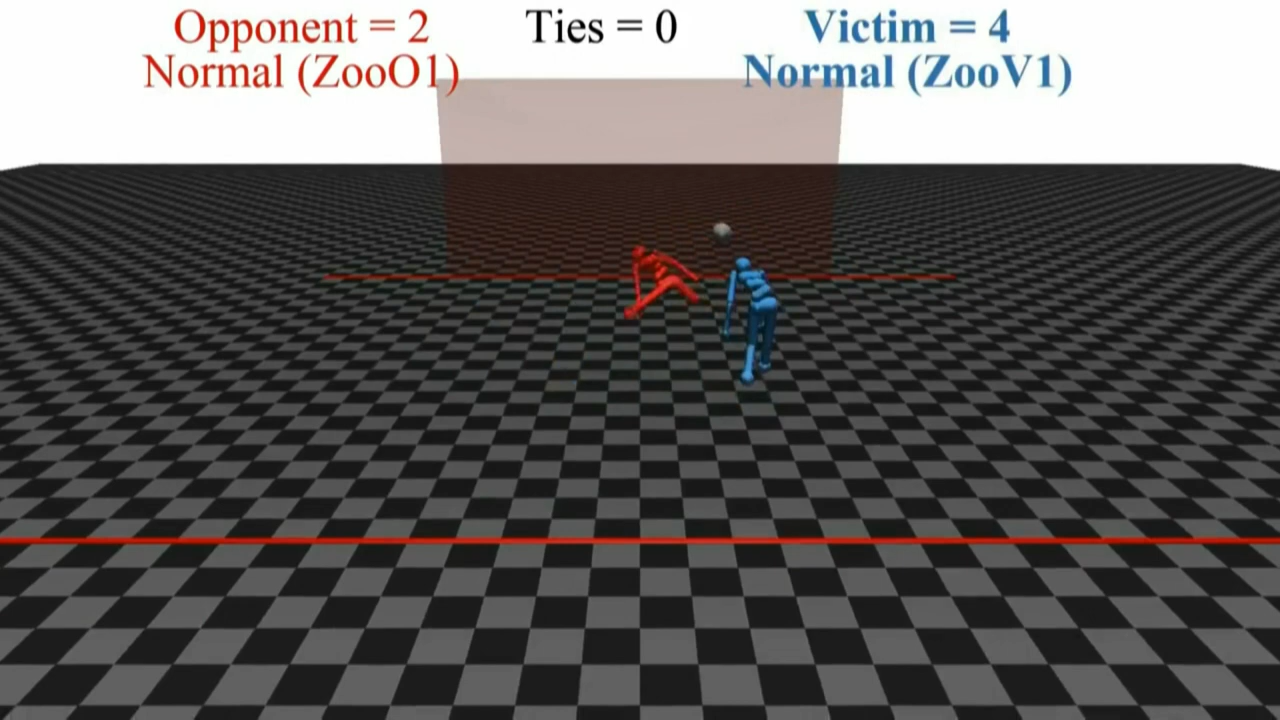 Opponent = 2 Ties = 0 Victim = 4
Normal (ZooO1) Normal (ZooV1)